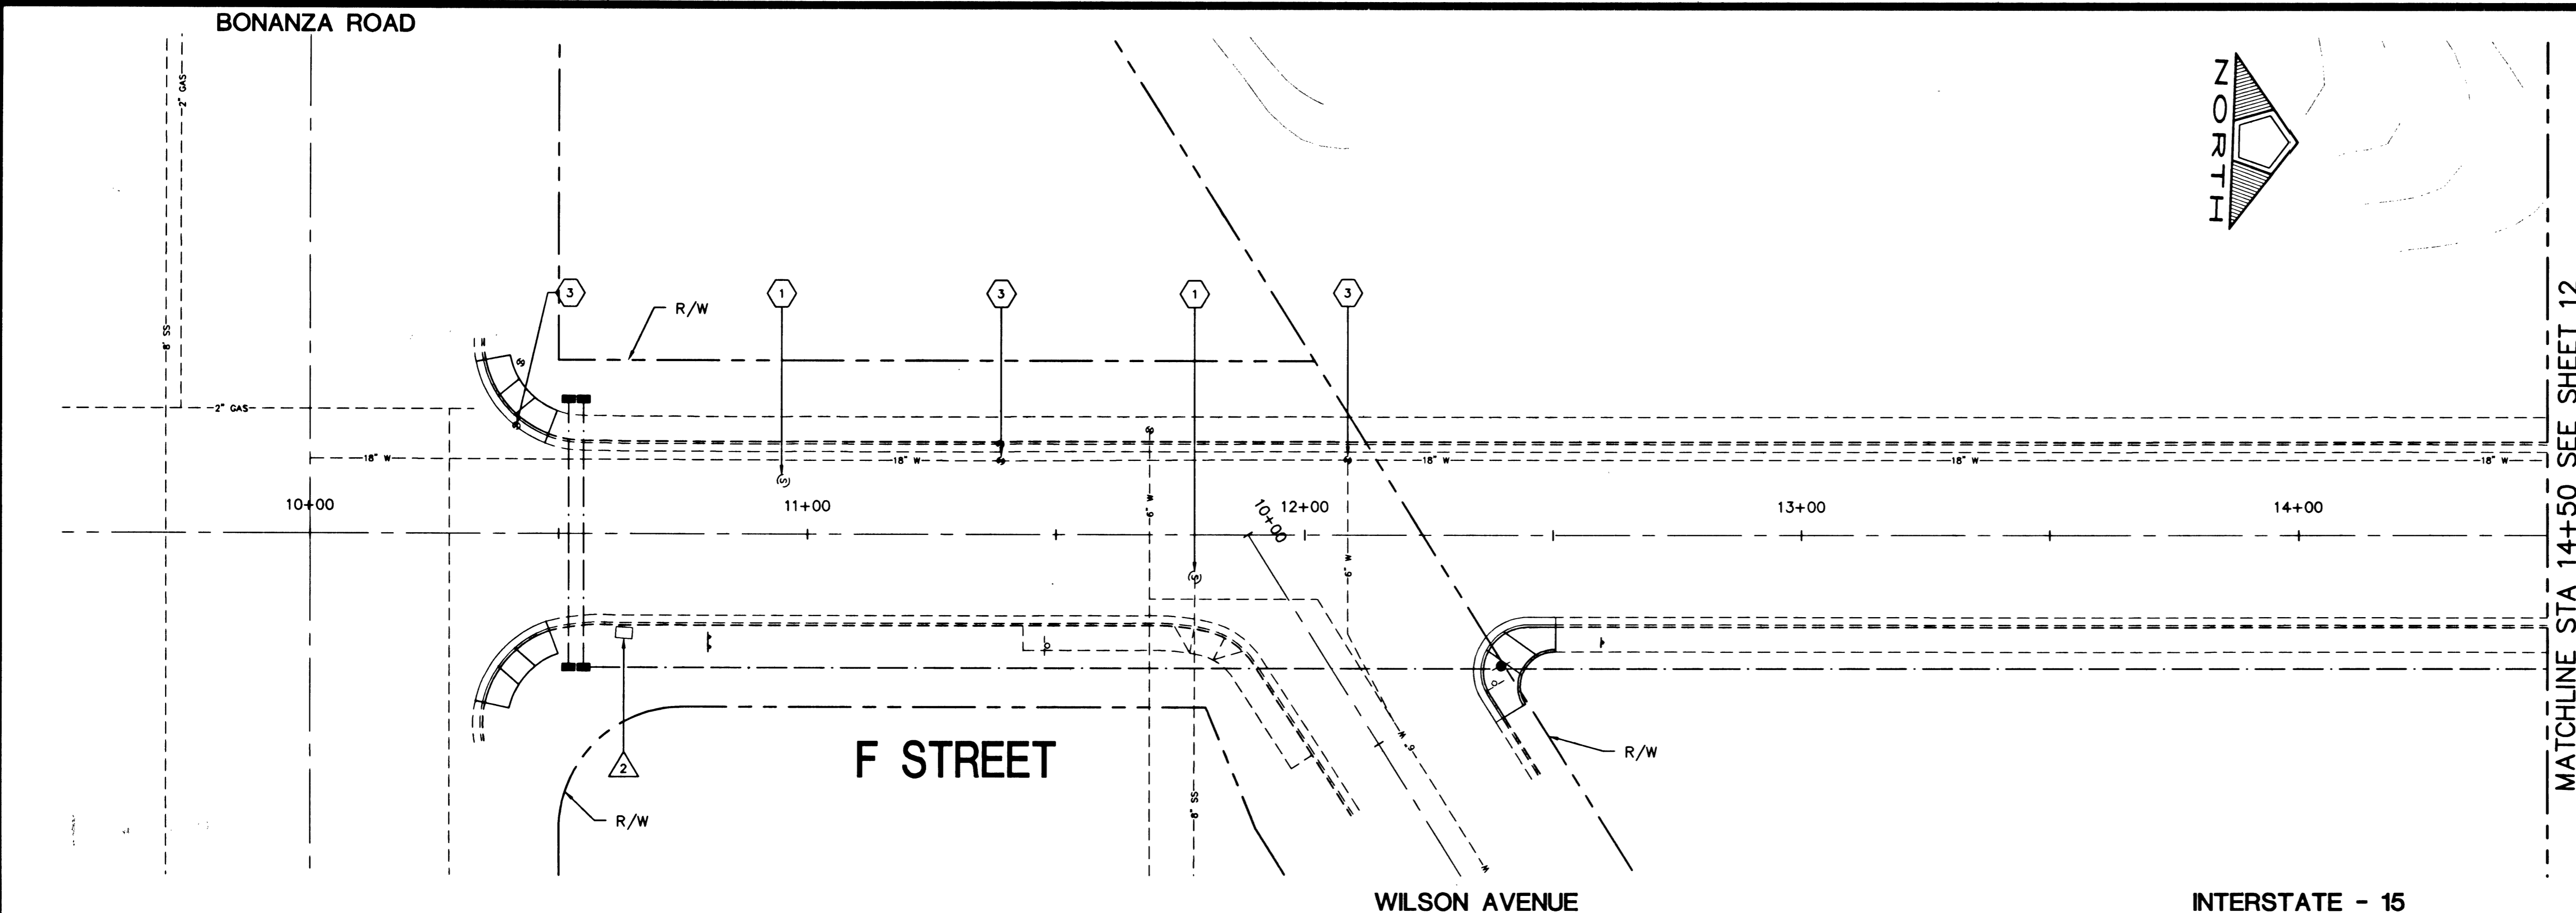 BONANZA ROAD
2" GAS
NORTH
3
1
3
1
3
R/W
8" SS
2" GAS
18" W
18" W
18" W
18" W
18" W
S
10+00
11+00
12+00
13+00
14+00
10+00
6" W
6" W
S
MATCHLINE STA 14+50 SEE SHEET 12
F STREET
2
R/W
8" SS
6" W
W
R/W
WILSON AVENUE
INTERSTATE - 15